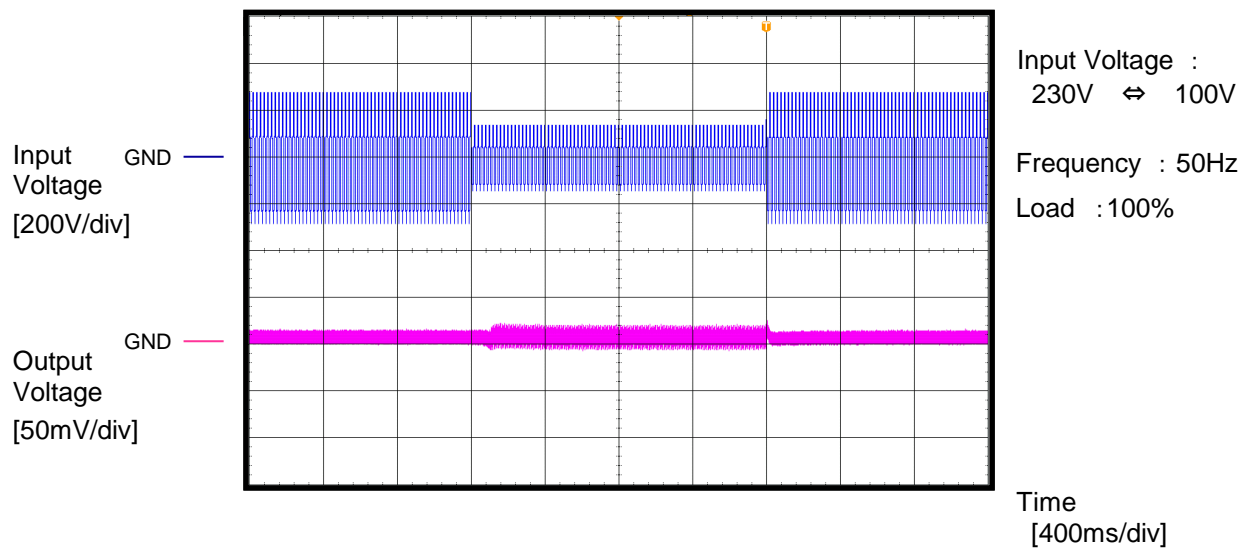 T
Input Voltage :
230V ⇔ 100V
Frequency : 50Hz
Load :100%
Input
Voltage
[200V/div]
GND
GND
Output
Voltage
[50mV/div]
Time
[400ms/div]